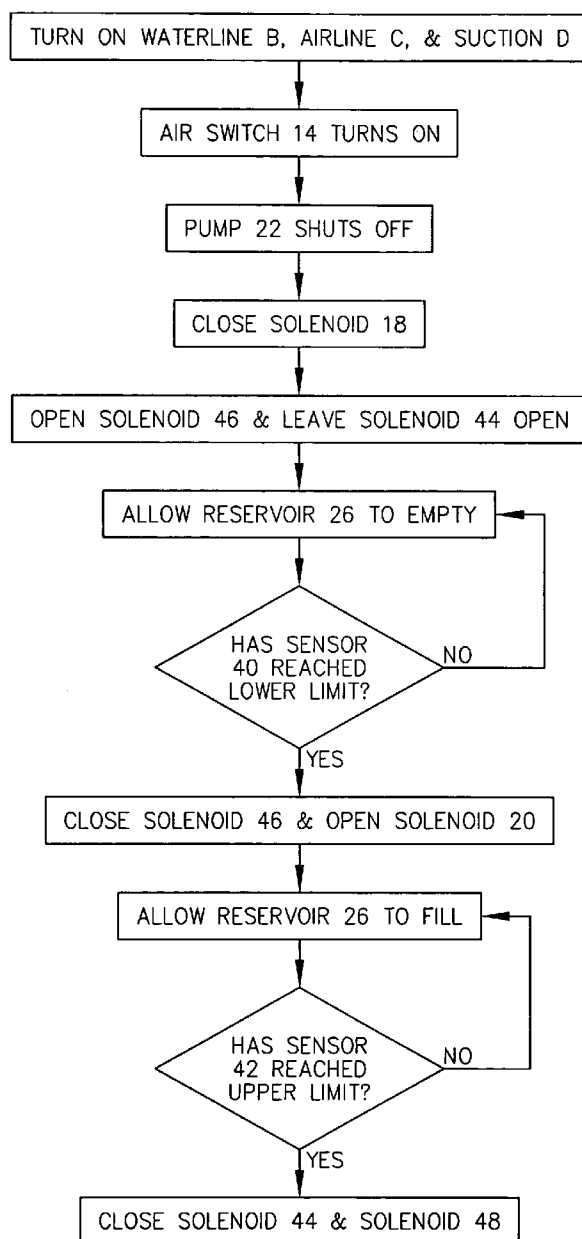 TURN ON WATERLINE B, AIRLINE C, & SUCTION D
AIR SWITCH 14 TURNS ON
PUMP 22 SHUTS OFF
CLOSE SOLENOID 18
OPEN SOLENOID 46 & LEAVE SOLENOID 44 OPEN
ALLOW RESERVOIR 26 TO EMPTY
HAS SENSOR
40 REACHED
LOWER LIMIT?
NO
YES
CLOSE SOLENOID 46 & OPEN SOLENOID 20
ALLOW RESERVOIR 26 TO FILL
HAS SENSOR
42 REACHED
UPPER LIMIT?
NO
YES
CLOSE SOLENOID 44 & SOLENOID 48